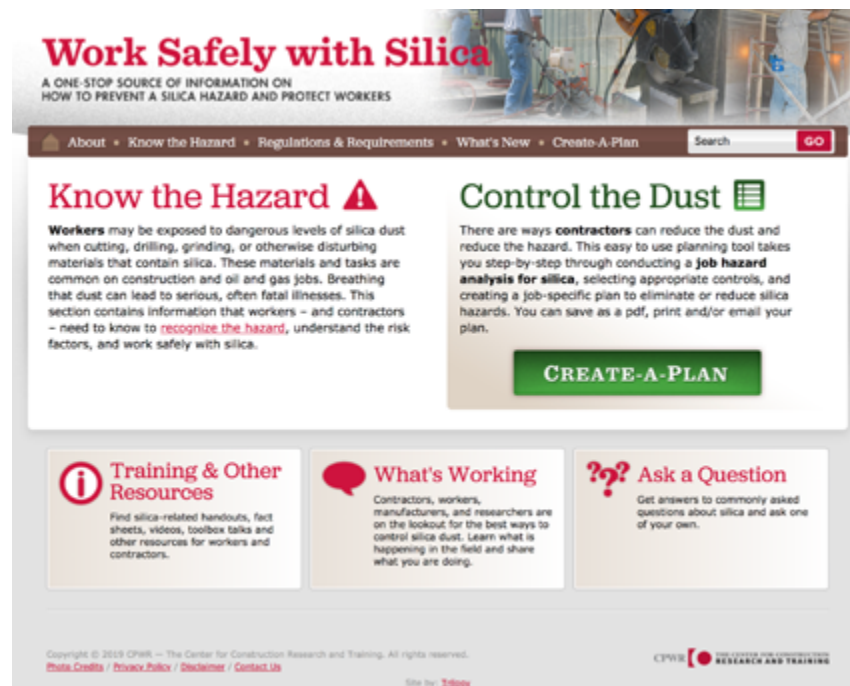 Work Safely with Silica
A ONE-STOP SOURCE OF INFORMATION ON
HOW TO PREVENT A SILICA HAZARD AND PROTECT WORKERS
About • Know the Hazard • Regulations & Requirements • What's New • Create-A-Plan
Search GO
Know the Hazard
Workers may be exposed to dangerous levels of silica dust
when cutting, drilling, grinding, or otherwise disturbing
materials that contain silica. These materials and tasks are
common on construction and oil and gas jobs. Breathing
that dust can lead to serious, often fatal illnesses. This
section contains information that workers – and contractors
– need to know to recognize the hazard, understand the risk
factors, and work safely with silica.
Control the Dust
There are ways contractors can reduce the dust and
reduce the hazard. This easy to use planning tool takes
you step-by-step through conducting a job hazard
analysis for silica, selecting appropriate controls, and
creating a job-specific plan to eliminate or reduce silica
hazards. You can save as a pdf, print and/or email your
plan.
CREATE-A-PLAN
Training & Other
Resources
Find silica-related handouts, fact
sheets, videos, toolbox talks and
other resources for workers and
contractors.
What's Working
Contractors, workers,
manufacturers, and researchers are
on the lookout for the best ways to
control silica dust. Learn what is
happening in the field and share
what you are doing.
???
Ask a Question
Get answers to commonly asked
questions about silica and ask one
of your own.
Copyright © 2019 CPWR — The Center for Construction Research and Training. All rights reserved.
Photo Credits / Privacy Policy / Disclaimer / Contact Us
CPWR
THE CENTER FOR CONSTRUCTION
RESEARCH AND TRAINING
Site by: Trilogy